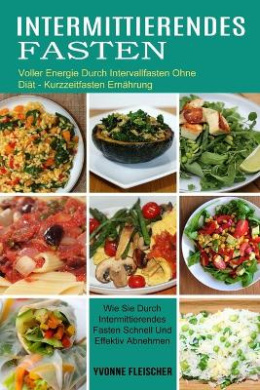 INTERMITTIERENDES
FASTEN
Voller Energie Durch Intervallfasten Ohne
Diät - Kurzzeitfasten Ernährung
Wie Sie Durch
Intermittierendes
Fasten Schnell Und
Effektiv Abnehmen
YVONNE FLEISCHER